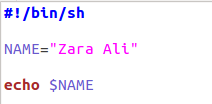 #!/bin/sh
NAME="Zara Ali"
echo $NAME